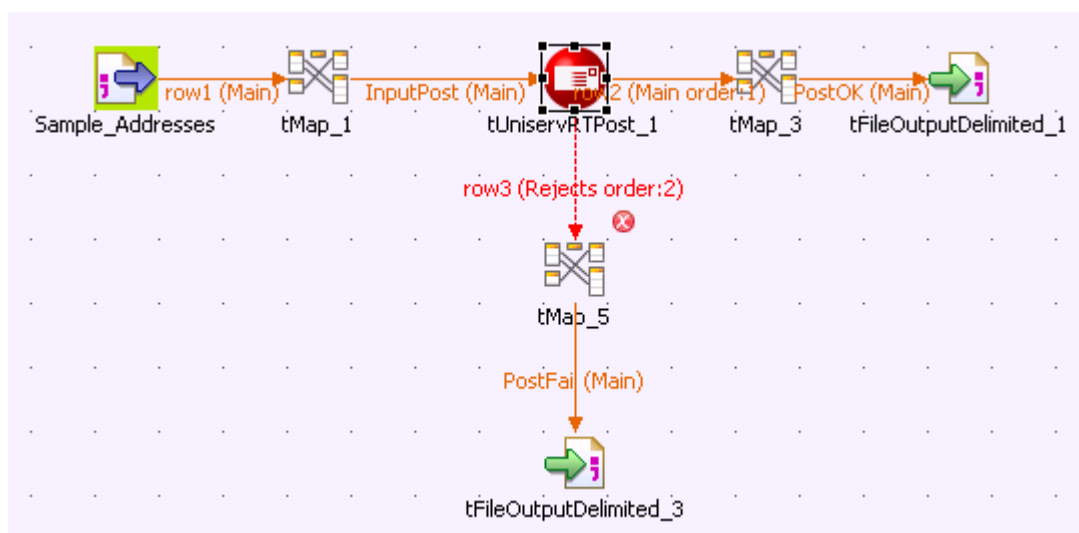 row1 (Main)
InputPost (Main)
row2 (Main order:1)
PostOK (Main)
Sample_Addresses
tMap_1
tUniservRTPost_1
tMap_3
tFileOutputDelimited_1
row3 (Rejects order:2)
tMap_5
PostFail (Main)
tFileOutputDelimited_3